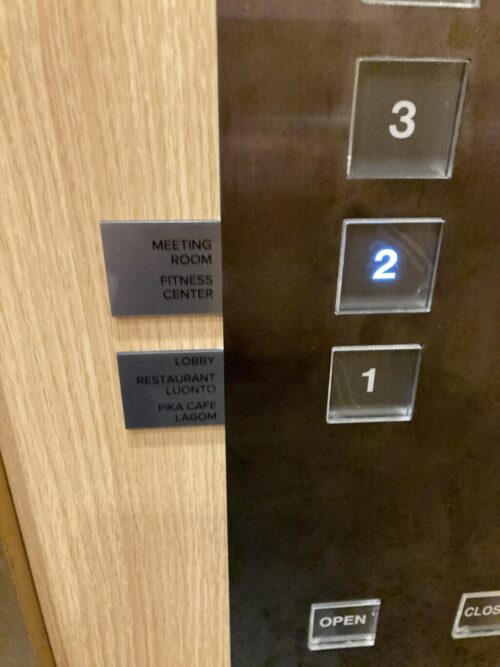 3
MEETING
ROOM
FITNESS
CENTER
2
LOBBY
RESTAURANT
LUONTO
FIKA CAFE
LAGOM
1
OPEN
CLOS